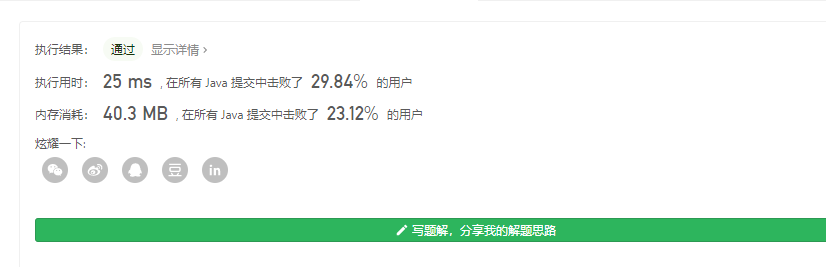 执行结果： 通过 显示详情 ›
执行用时： 25 ms , 在所有 Java 提交中击败了 29.84% 的用户
内存消耗： 40.3 MB , 在所有 Java 提交中击败了 23.12% 的用户
炫耀一下:
豆 in
写题解，分享我的解题思路